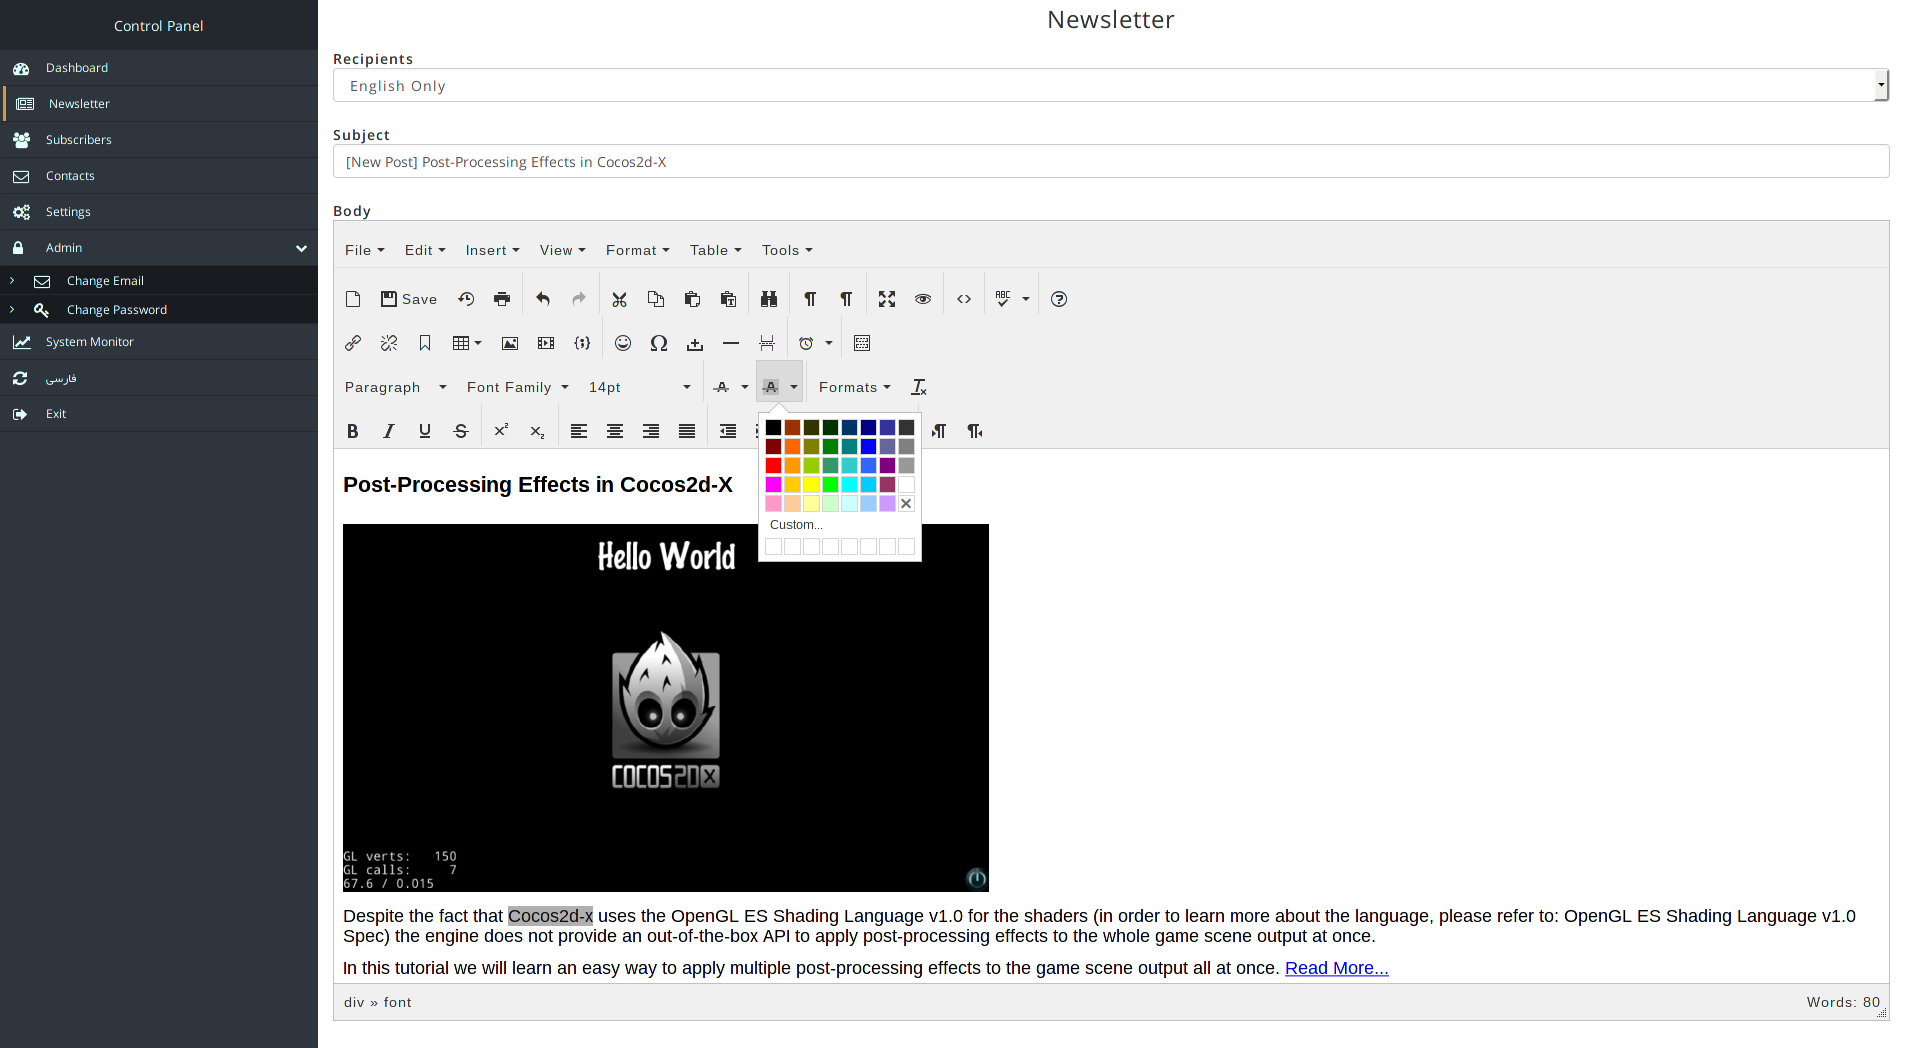 Control Panel
Dashboard
Newsletter
Subscribers
Contacts
Settings
Admin
Change Email
Change Password
System Monitor
فارسی
Exit
Newsletter
Recipients
English Only
Subject
[New Post] Post-Processing Effects in Cocos2d-X
Body
File Edit Insert View Format Table Tools
Save ABC
Paragraph Font Family 14pt A A Formats
Custom...
Post-Processing Effects in Cocos2d-X
Hello World
COCOS2DX
GL verts: 150
GL calls: 7
67.6 / 0.015
Despite the fact that Cocos2d-x uses the OpenGL ES Shading Language v1.0 for the shaders (in order to learn more about the language, please refer to: OpenGL ES Shading Language v1.0
Spec) the engine does not provide an out-of-the-box API to apply post-processing effects to the whole game scene output at once.
In this tutorial we will learn an easy way to apply multiple post-processing effects to the game scene output all at once. Read More...
div » font
Words: 80